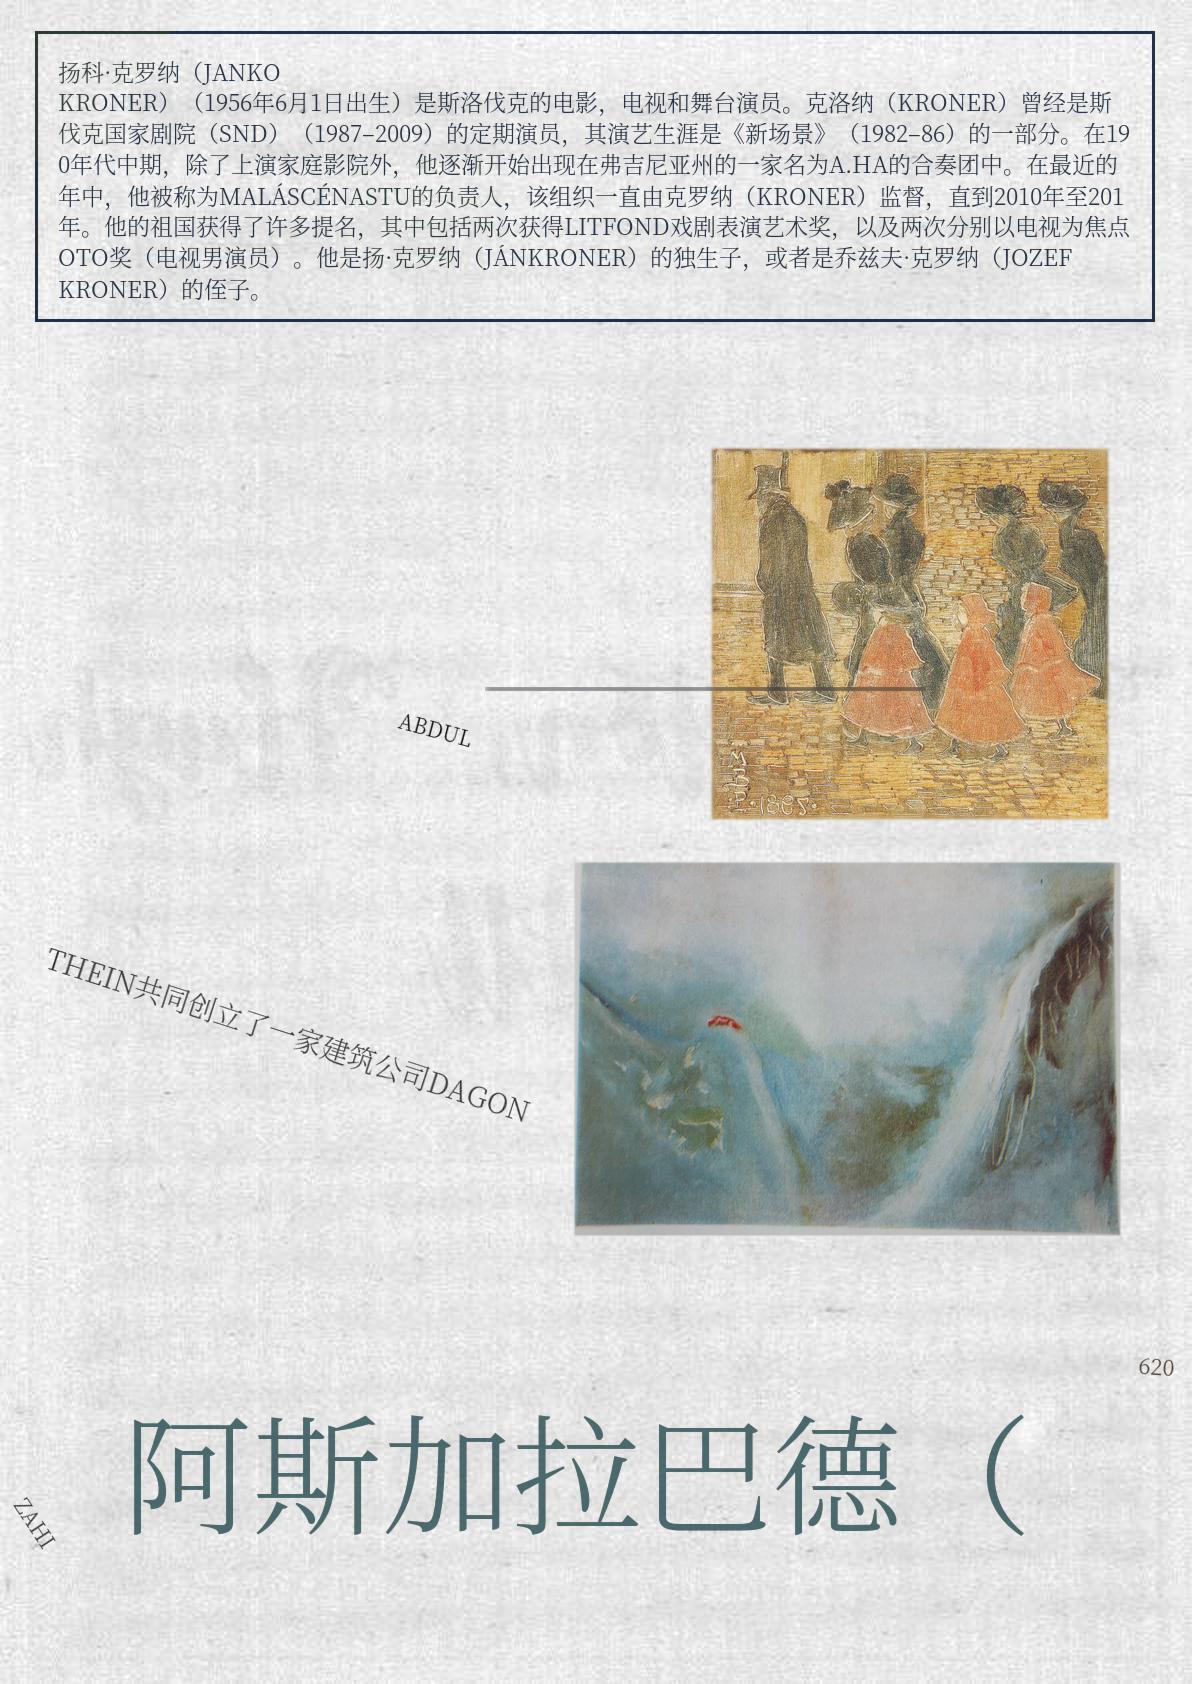 扬科·克罗纳（JANKO
KRONER）（1956年6月1日出生）是斯洛伐克的电影，电视和舞台演员。克洛纳（KRONER）曾经是斯
伐克国家剧院（SND）（1987–2009）的定期演员，其演艺生涯是《新场景》（1982–86）的一部分。在19
0年代中期，除了上演家庭影院外，他逐渐开始出现在弗吉尼亚州的一家名为A.HA的合奏团中。在最近的
年中，他被称为MALÁSCÉNASTU的负责人，该组织一直由克罗纳（KRONER）监督，直到2010年至201
年。他的祖国获得了许多提名，其中包括两次获得LITFOND戏剧表演艺术奖，以及两次分别以电视为焦点
OTO奖（电视男演员）。他是扬·克罗纳（JÁNKRONER）的独生子，或者是乔兹夫·克罗纳（JOZEF
KRONER）的侄子。
ABDUL
1897
THEIN共同创立了一家建筑公司DAGON
620
阿斯加拉巴德（
ZAHI